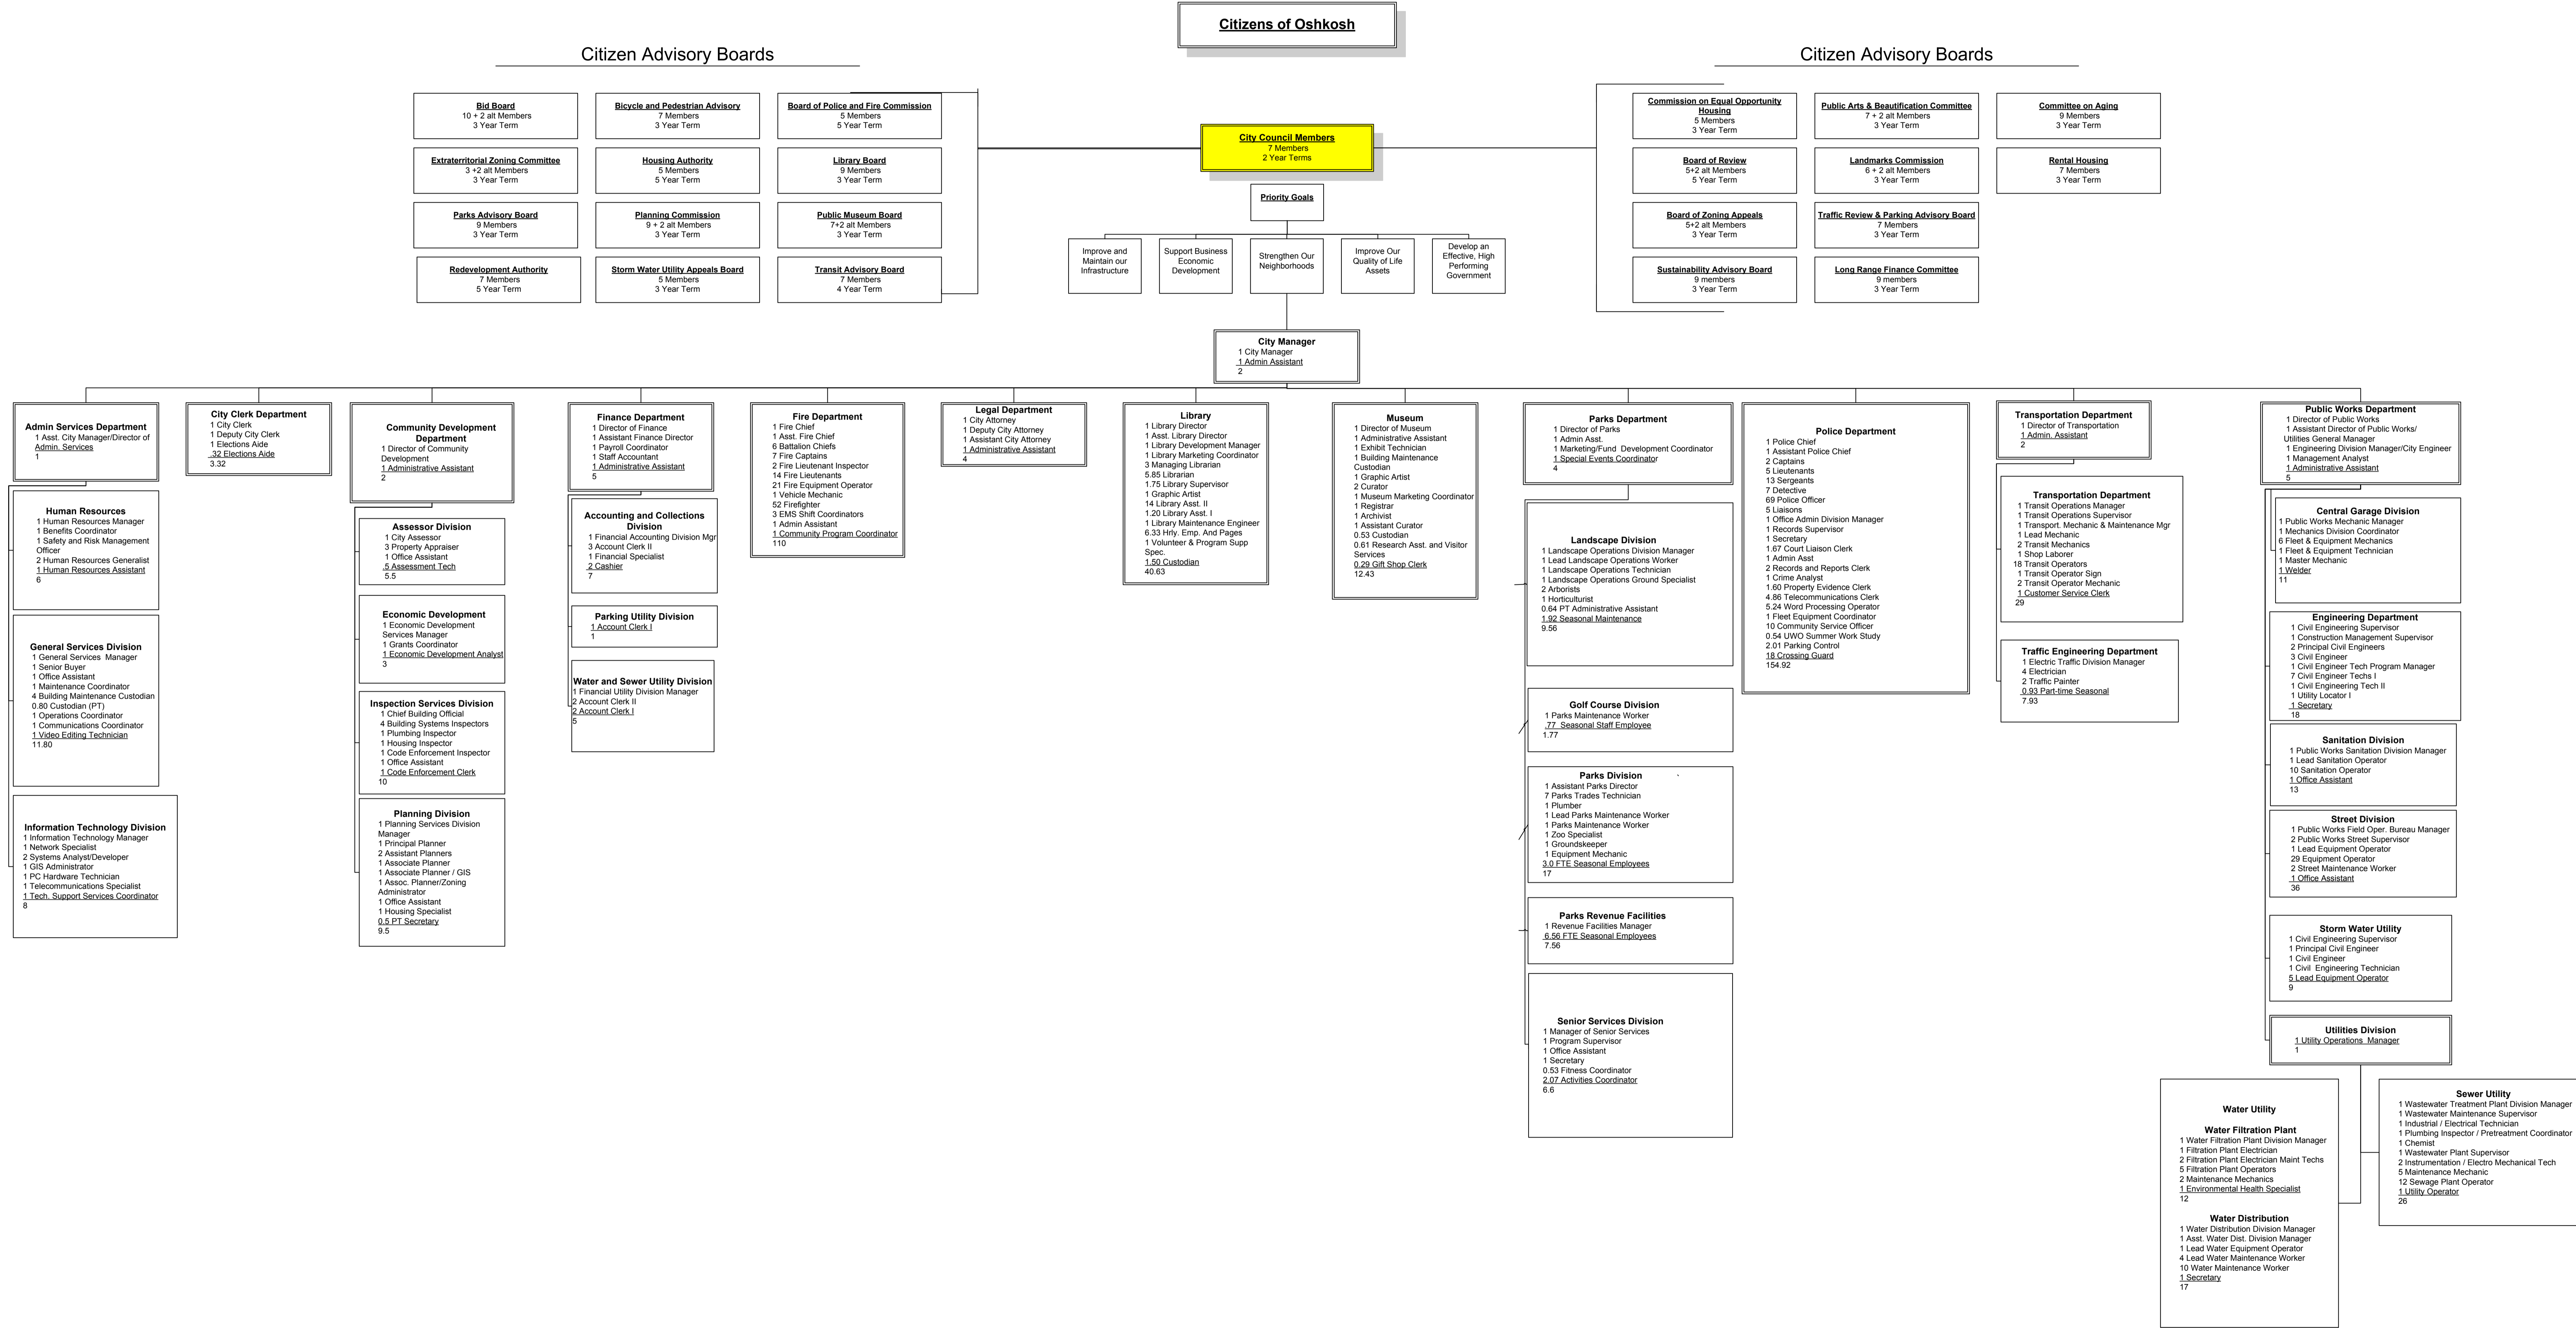 Citizens of Oshkosh
Citizen Advisory Boards
Bid Board
10 + 2 alt Members
3 Year Term
Bicycle and Pedestrian Advisory
7 Members
3 Year Term
Board of Police and Fire Commission
5 Members
5 Year Term
Extraterritorial Zoning Committee
3 +2 alt Members
3 Year Term
Housing Authority
5 Members
5 Year Term
Library Board
9 Members
3 Year Term
Parks Advisory Board
9 Members
3 Year Term
Planning Commission
9 + 2 alt Members
3 Year Term
Public Museum Board
7+2 alt Members
3 Year Term
Redevelopment Authority
7 Members
5 Year Term
Storm Water Utility Appeals Board
5 Members
3 Year Term
Transit Advisory Board
7 Members
4 Year Term
City Council Members
7 Members
2 Year Terms
Priority Goals
Improve and
Maintain our
Infrastructure
Support Business
Economic
Development
Strengthen Our
Neighborhoods
Improve Our
Quality of Life
Assets
Develop an
Effective, High
Performing
Government
Citizen Advisory Boards
Commission on Equal Opportunity
Housing
5 Members
3 Year Term
Public Arts & Beautification Committee
7 + 2 alt Members
3 Year Term
Committee on Aging
9 Members
3 Year Term
Board of Review
5+2 alt Members
5 Year Term
Landmarks Commission
6 + 2 alt Members
3 Year Term
Rental Housing
7 Members
3 Year Term
Board of Zoning Appeals
5+2 alt Members
3 Year Term
Traffic Review & Parking Advisory Board
7 Members
3 Year Term
Sustainability Advisory Board
9 members
3 Year Term
Long Range Finance Committee
9 members
3 Year Term
City Manager
1 City Manager
1 Admin Assistant
2
Admin Services Department
1 Asst. City Manager/Director of
Admin. Services
1
Human Resources
1 Human Resources Manager
1 Benefits Coordinator
1 Safety and Risk Management
Officer
2 Human Resources Generalist
1 Human Resources Assistant
6
General Services Division
1 General Services Manager
1 Senior Buyer
1 Office Assistant
1 Maintenance Coordinator
4 Building Maintenance Custodian
0.80 Custodian (PT)
1 Operations Coordinator
1 Communications Coordinator
1 Video Editing Technician
11.80
Information Technology Division
1 Information Technology Manager
1 Network Specialist
2 Systems Analyst/Developer
1 GIS Administrator
1 PC Hardware Technician
1 Telecommunications Specialist
1 Tech. Support Services Coordinator
8
City Clerk Department
1 City Clerk
1 Deputy City Clerk
1 Elections Aide
.32 Elections Aide
3.32
Community Development
Department
1 Director of Community
Development
1 Administrative Assistant
2
Assessor Division
1 City Assessor
3 Property Appraiser
1 Office Assistant
.5 Assessment Tech
5.5
Economic Development
1 Economic Development
Services Manager
1 Grants Coordinator
1 Economic Development Analyst
3
Inspection Services Division
1 Chief Building Official
4 Building Systems Inspectors
1 Plumbing Inspector
1 Housing Inspector
1 Code Enforcement Inspector
1 Office Assistant
1 Code Enforcement Clerk
10
Planning Division
1 Planning Services Division
Manager
1 Principal Planner
2 Assistant Planners
1 Associate Planner
1 Associate Planner / GIS
1 Assoc. Planner/Zoning
Administrator
1 Office Assistant
1 Housing Specialist
0.5 PT Secretary
9.5
Finance Department
1 Director of Finance
1 Assistant Finance Director
1 Payroll Coordinator
1 Staff Accountant
1 Administrative Assistant
5
Accounting and Collections
Division
1 Financial Accounting Division Mgr
3 Account Clerk II
1 Financial Specialist
2 Cashier
7
Parking Utility Division
1 Account Clerk I
1
Water and Sewer Utility Division
1 Financial Utility Division Manager
2 Account Clerk II
2 Account Clerk I
5
Fire Department
1 Fire Chief
1 Asst. Fire Chief
6 Battalion Chiefs
7 Fire Captains
2 Fire Lieutenant Inspector
14 Fire Lieutenants
21 Fire Equipment Operator
1 Vehicle Mechanic
52 Firefighter
3 EMS Shift Coordinators
1 Admin Assistant
1 Community Program Coordinator
110
Legal Department
1 City Attorney
1 Deputy City Attorney
1 Assistant City Attorney
1 Administrative Assistant
4
Library
1 Library Director
1 Asst. Library Director
1 Library Development Manager
1 Library Marketing Coordinator
3 Managing Librarian
5.85 Librarian
1.75 Library Supervisor
1 Graphic Artist
14 Library Asst. II
1.20 Library Asst. I
1 Library Maintenance Engineer
6.33 Hrly. Emp. And Pages
1 Volunteer & Program Supp
Spec.
1.50 Custodian
40.63
Museum
1 Director of Museum
1 Administrative Assistant
1 Exhibit Technician
1 Building Maintenance
Custodian
1 Graphic Artist
2 Curator
1 Museum Marketing Coordinator
1 Registrar
1 Archivist
1 Assistant Curator
0.53 Custodian
0.61 Research Asst. and Visitor
Services
0.29 Gift Shop Clerk
12.43
Parks Department
1 Director of Parks
1 Admin Asst.
1 Marketing/Fund Development Coordinator
1 Special Events Coordinator
4
Landscape Division
1 Landscape Operations Division Manager
1 Lead Landscape Operations Worker
1 Landscape Operations Technician
1 Landscape Operations Ground Specialist
2 Arborists
1 Horticulturist
0.64 PT Administrative Assistant
1.92 Seasonal Maintenance
9.56
Golf Course Division
1 Parks Maintenance Worker
.77 Seasonal Staff Employee
1.77
Parks Division
1 Assistant Parks Director
7 Parks Trades Technician
1 Plumber
1 Lead Parks Maintenance Worker
1 Parks Maintenance Worker
1 Zoo Specialist
1 Groundskeeper
1 Equipment Mechanic
3.0 FTE Seasonal Employees
17
Parks Revenue Facilities
1 Revenue Facilities Manager
6.56 FTE Seasonal Employees
7.56
Senior Services Division
1 Manager of Senior Services
1 Program Supervisor
1 Office Assistant
1 Secretary
0.53 Fitness Coordinator
2.07 Activities Coordinator
6.6
Police Department
1 Police Chief
1 Assistant Police Chief
2 Captains
5 Lieutenants
13 Sergeants
7 Detective
69 Police Officer
5 Liaisons
1 Office Admin Division Manager
1 Records Supervisor
1 Secretary
1.67 Court Liaison Clerk
1 Admin Asst
2 Records and Reports Clerk
1 Crime Analyst
1.60 Property Evidence Clerk
4.86 Telecommunications Clerk
5.24 Word Processing Operator
1 Fleet Equipment Coordinator
10 Community Service Officer
0.54 UWO Summer Work Study
2.01 Parking Control
18 Crossing Guard
154.92
Transportation Department
1 Director of Transportation
1 Admin. Assistant
2
Transportation Department
1 Transit Operations Manager
1 Transit Operations Supervisor
1 Transport. Mechanic & Maintenance Mgr
1 Lead Mechanic
2 Transit Mechanics
1 Shop Laborer
18 Transit Operators
1 Transit Operator Sign
2 Transit Operator Mechanic
1 Customer Service Clerk
29
Traffic Engineering Department
1 Electric Traffic Division Manager
4 Electrician
2 Traffic Painter
0.93 Part-time Seasonal
7.93
Public Works Department
1 Director of Public Works
1 Assistant Director of Public Works/
Utilities General Manager
1 Engineering Division Manager/City Engineer
1 Management Analyst
1 Administrative Assistant
5
Central Garage Division
1 Public Works Mechanic Manager
1 Mechanics Division Coordinator
6 Fleet & Equipment Mechanics
1 Fleet & Equipment Technician
1 Master Mechanic
1 Welder
11
Engineering Department
1 Civil Engineering Supervisor
1 Construction Management Supervisor
2 Principal Civil Engineers
3 Civil Engineer
1 Civil Engineer Tech Program Manager
7 Civil Engineer Techs I
1 Civil Engineering Tech II
1 Utility Locator I
1 Secretary
18
Sanitation Division
1 Public Works Sanitation Division Manager
1 Lead Sanitation Operator
10 Sanitation Operator
1 Office Assistant
13
Street Division
1 Public Works Field Oper. Bureau Manager
2 Public Works Street Supervisor
1 Lead Equipment Operator
29 Equipment Operator
2 Street Maintenance Worker
1 Office Assistant
36
Storm Water Utility
1 Civil Engineering Supervisor
1 Principal Civil Engineer
1 Civil Engineer
1 Civil Engineering Technician
5 Lead Equipment Operator
9
Utilities Division
1 Utility Operations Manager
1
Water Utility
Water Filtration Plant
1 Water Filtration Plant Division Manager
1 Filtration Plant Electrician
2 Filtration Plant Electrician Maint Techs
5 Filtration Plant Operators
2 Maintenance Mechanics
1 Environmental Health Specialist
12
Water Distribution
1 Water Distribution Division Manager
1 Asst. Water Dist. Division Manager
1 Lead Water Equipment Operator
4 Lead Water Maintenance Worker
10 Water Maintenance Worker
1 Secretary
17
Sewer Utility
1 Wastewater Treatment Plant Division Manager
1 Wastewater Maintenance Supervisor
1 Industrial / Electrical Technician
1 Plumbing Inspector / Pretreatment Coordinator
1 Chemist
1 Wastewater Plant Supervisor
2 Instrumentation / Electro Mechanical Tech
5 Maintenance Mechanic
12 Sewage Plant Operator
1 Utility Operator
26